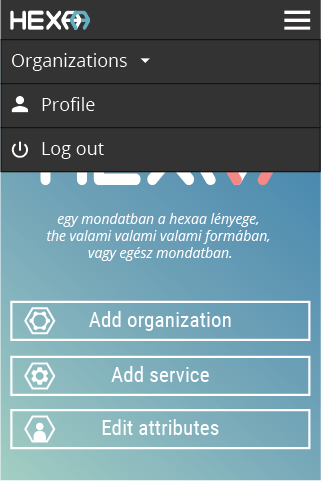 HEXAA
Organizations
Profile
Log out
HEXAA
egy mondatban a hexaa lényege,
the valami valami valami formában,
vagy egész mondatban.
Add organization
Add service
Edit attributes